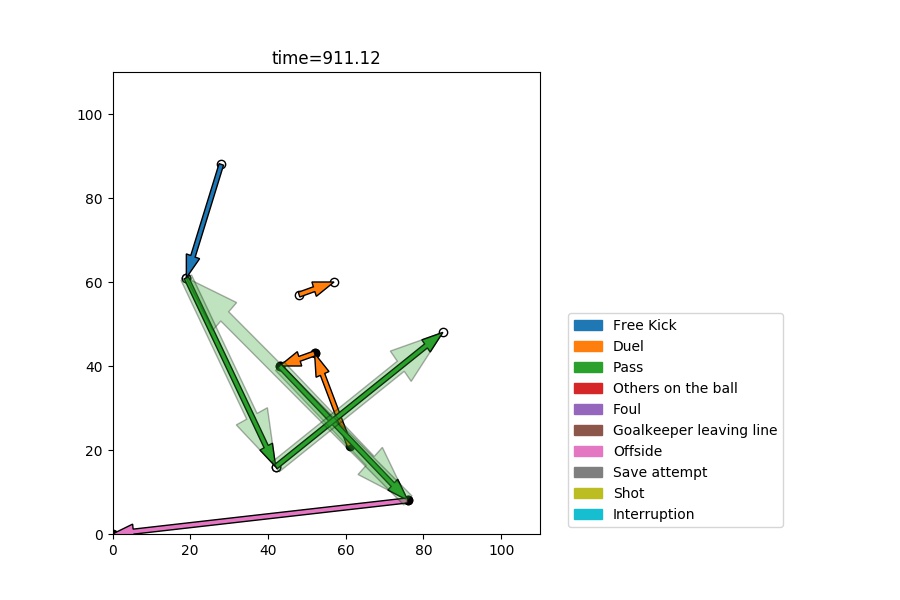 time=911.12
100
80
60
40
20
0
0 20 40 60 80 100
Free Kick
Duel
Pass
Others on the ball
Foul
Goalkeeper leaving line
Offside
Save attempt
Shot
Interruption